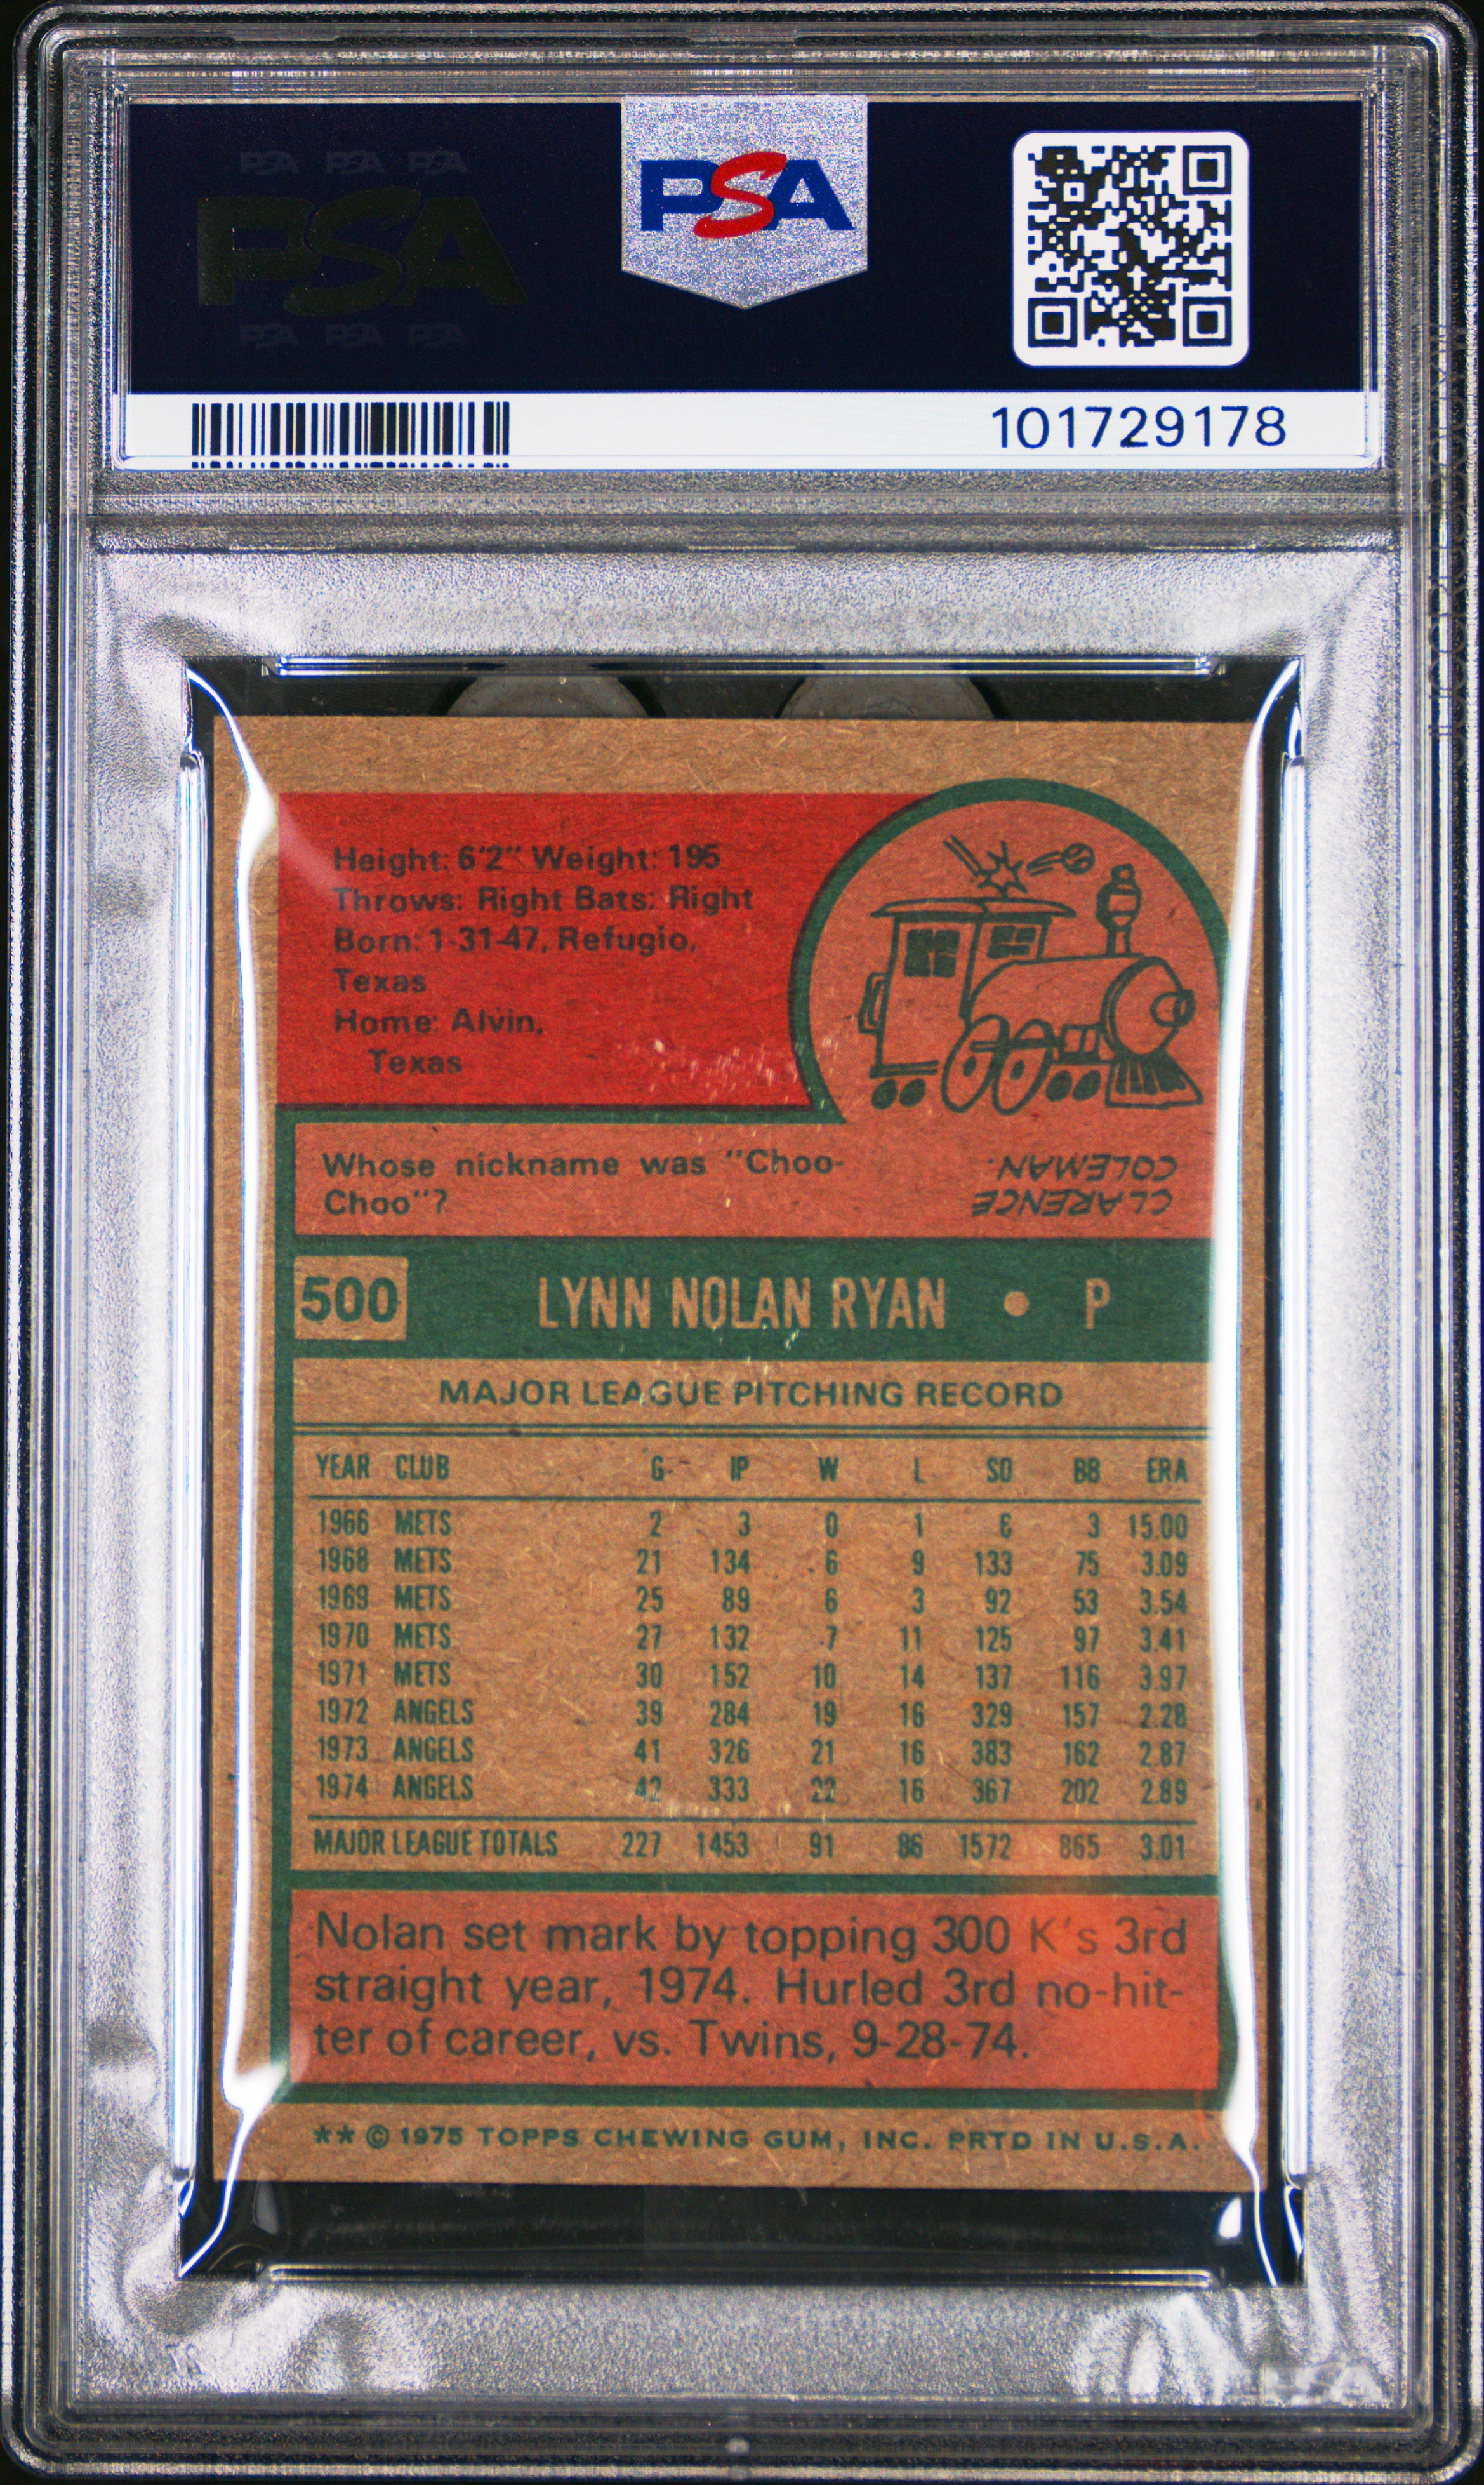 PSA PSA PSA
PSA
PSA PSA PSA
PSA
101729178
Height: 6'2" Weight: 195
Throws: Right Bats: Right
Born: 1-31-47, Refugio,
Texas
Home: Alvin,
Texas
Whose nickname was "Choo-
Choo"?
CLARENCE
COLEMAN.
500 LYNN NOLAN RYAN • P
MAJOR LEAGUE PITCHING RECORD
YEAR CLUB G IP W L SO BB ERA
1966 METS 2 3 0 1 6 3 15.00
1968 METS 21 134 6 9 133 75 3.09
1969 METS 25 89 6 3 92 53 3.54
1970 METS 27 132 7 11 125 97 3.41
1971 METS 30 152 10 14 137 116 3.97
1972 ANGELS 39 284 19 16 329 157 2.28
1973 ANGELS 41 326 21 16 383 162 2.87
1974 ANGELS 42 333 22 16 367 202 2.89
MAJOR LEAGUE TOTALS 227 1453 91 86 1572 865 3.01
Nolan set mark by topping 300 K's 3rd
straight year, 1974. Hurled 3rd no-hit-
ter of career, vs. Twins, 9-28-74.
** © 1975 TOPPS CHEWING GUM, INC. PRTD IN U.S.A.
PSA